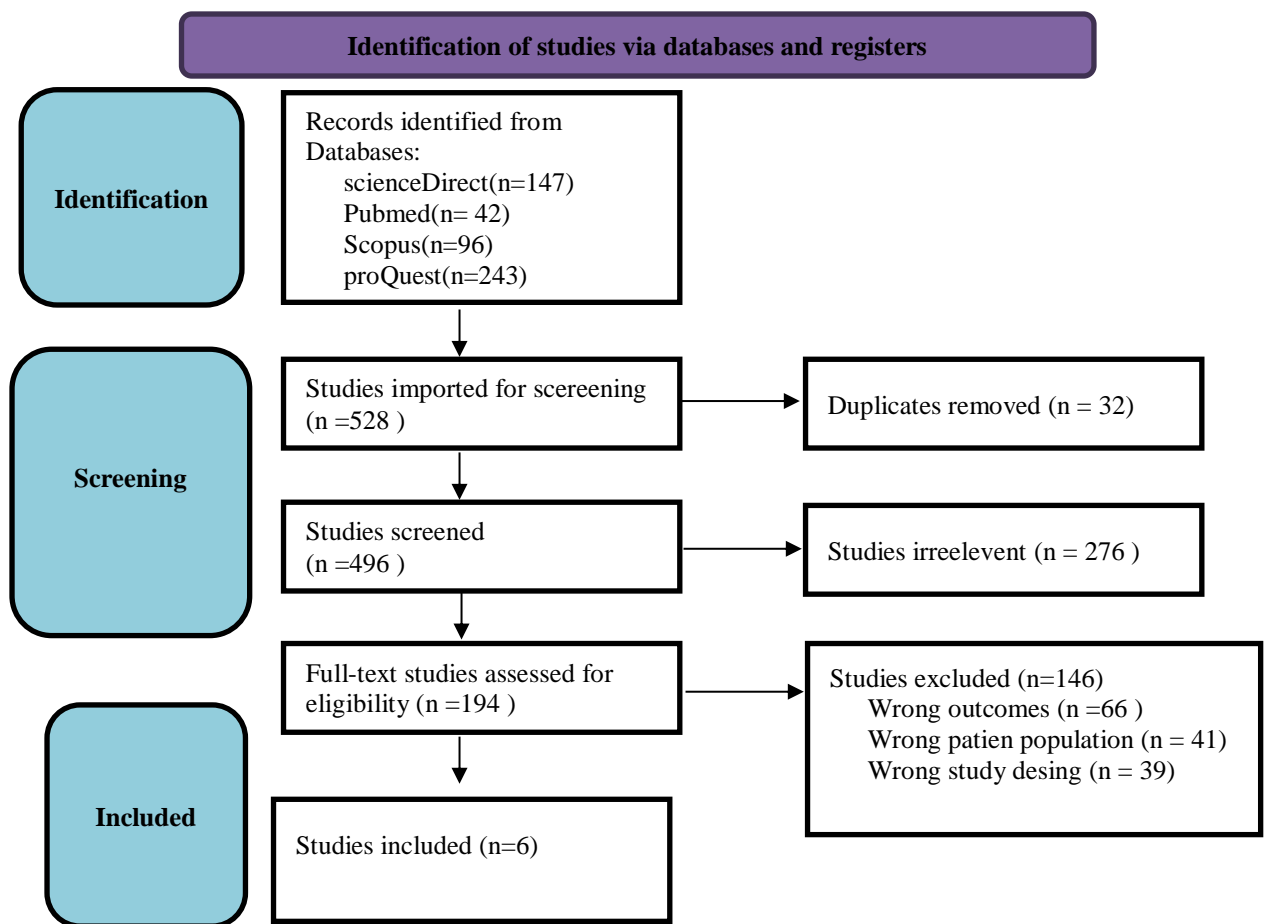 Identification of studies via databases and registers
Identification
Records identified from
Databases:
scienceDirect(n=147)
Pubmed(n= 42)
Scopus(n=96)
proQuest(n=243)
Screening
Studies imported for scereening
(n =528 )
Duplicates removed (n = 32)
Studies screened
(n =496 )
Studies irreelevent (n = 276 )
Full-text studies assessed for
eligibility (n =194 )
Studies excluded (n=146)
Wrong outcomes (n =66 )
Wrong patien population (n = 41)
Wrong study desing (n = 39)
Included
Studies included (n=6)